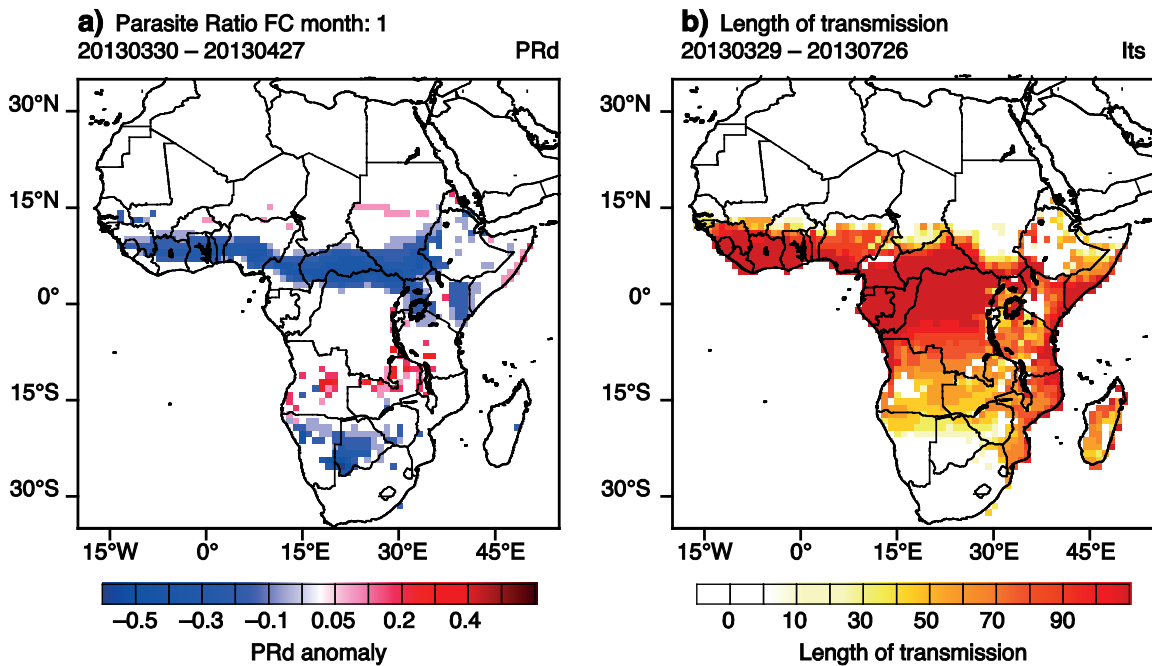 a) Parasite Ratio FC month: 1
20130330 – 20130427 PRd
30°N
15°N
0°
15°S
30°S
15°W 0° 15°E 30°E 45°E
−0.5 −0.3 −0.1 0.05 0.2 0.4
PRd anomaly
b) Length of transmission
20130329 – 20130726 lts
30°N
15°N
0°
15°S
30°S
15°W 0° 15°E 30°E 45°E
0 10 30 50 70 90
Length of transmission